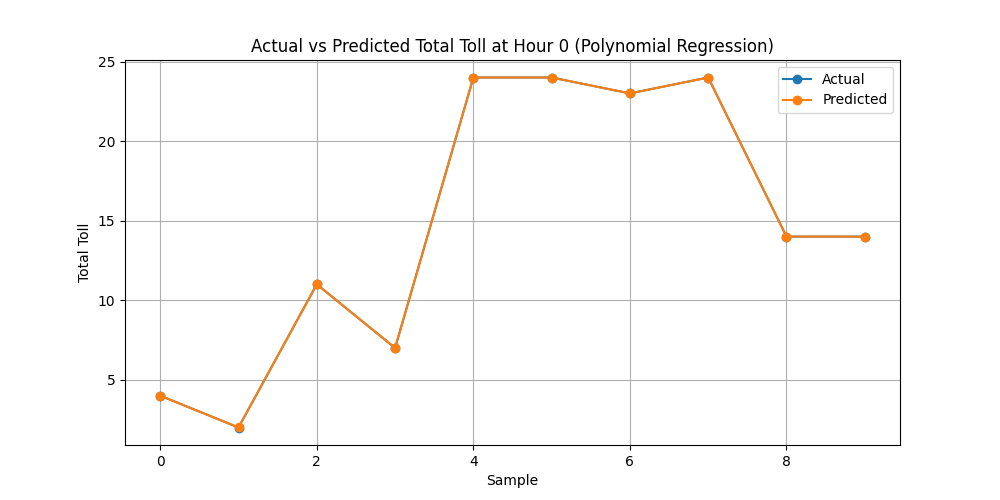 Actual vs Predicted Total Toll at Hour 0 (Polynomial Regression)
Actual
Predicted
25
20
15
10
5
Total Toll
0 2 4 6 8
Sample